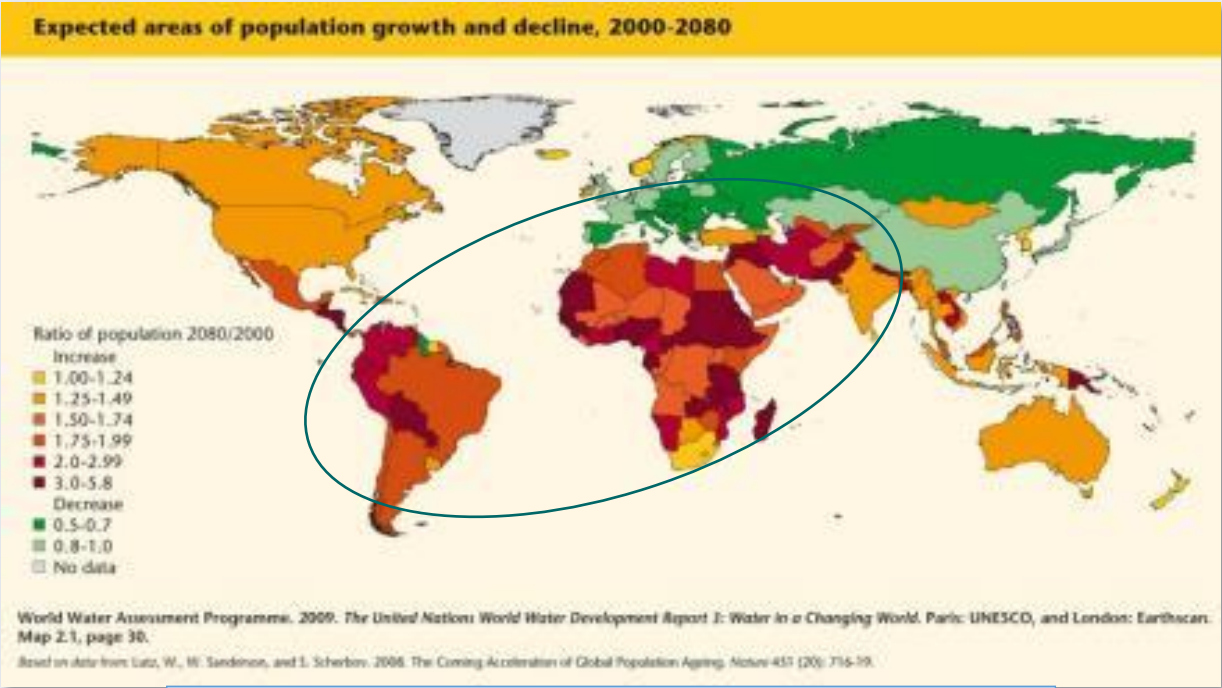 Expected areas of population growth and decline, 2000-2080
Ratio of population 2080/2000
Increase
1.00-1.24
1.25-1.49
1.50-1.74
1.75-1.99
2.0-2.99
3.0-5.8
Decrease
0.5-0.7
0.8-1.0
No data
World Water Assessment Programme. 2009. The United Nations World Water Development Report 3: Water in a Changing World. Paris: UNESCO, and London: Earthscan.
Map 2.1, page 30.
Based on data from Lutz, W., W. Sanderson, and S. Scherbov. 2008. The Coming Acceleration of Global Population Ageing. Nature 451 (20): 716-19.